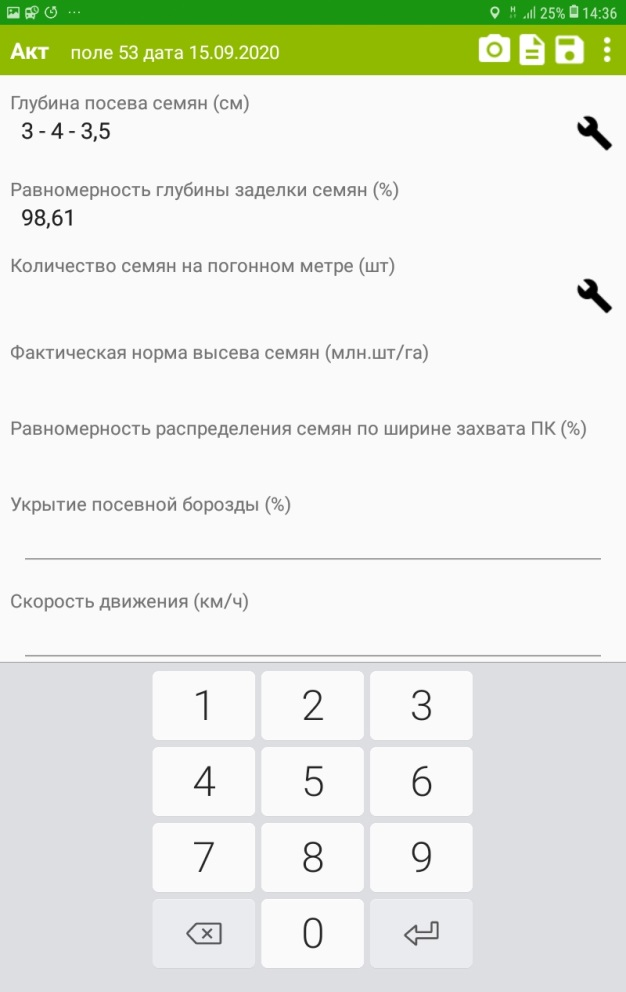 25% 14:36
Акт поле 53 дата 15.09.2020
Глубина посева семян (см)
3 - 4 - 3,5
Равномерность глубины заделки семян (%)
98,61
Количество семян на погонном метре (шт)
Фактическая норма высева семян (млн.шт/га)
Равномерность распределения семян по ширине захвата ПК (%)
Укрытие посевной борозды (%)
Скорость движения (км/ч)
1 2 3
4 5 6
7 8 9
0